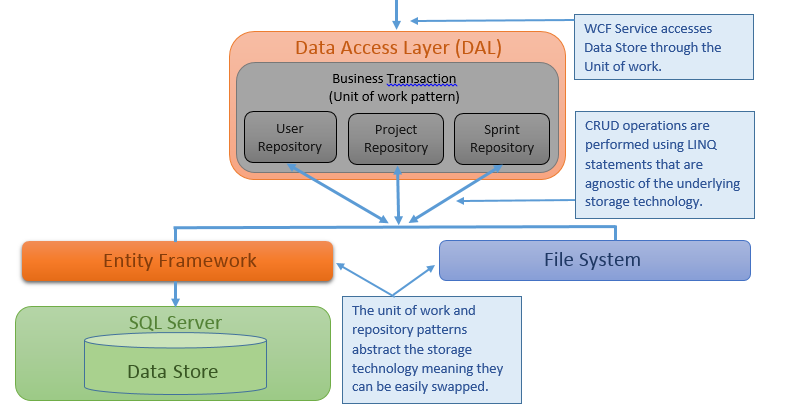 WCF Service accesses
Data Store through the
Unit of work.
Data Access Layer (DAL)
Business Transaction
(Unit of work pattern)
User
Repository
Project
Repository
Sprint
Repository
CRUD operations are
performed using LINQ
statements that are
agnostic of the underlying
storage technology.
Entity Framework
File System
SQL Server
Data Store
The unit of work and
repository patterns
abstract the storage
technology meaning they
can be easily swapped.